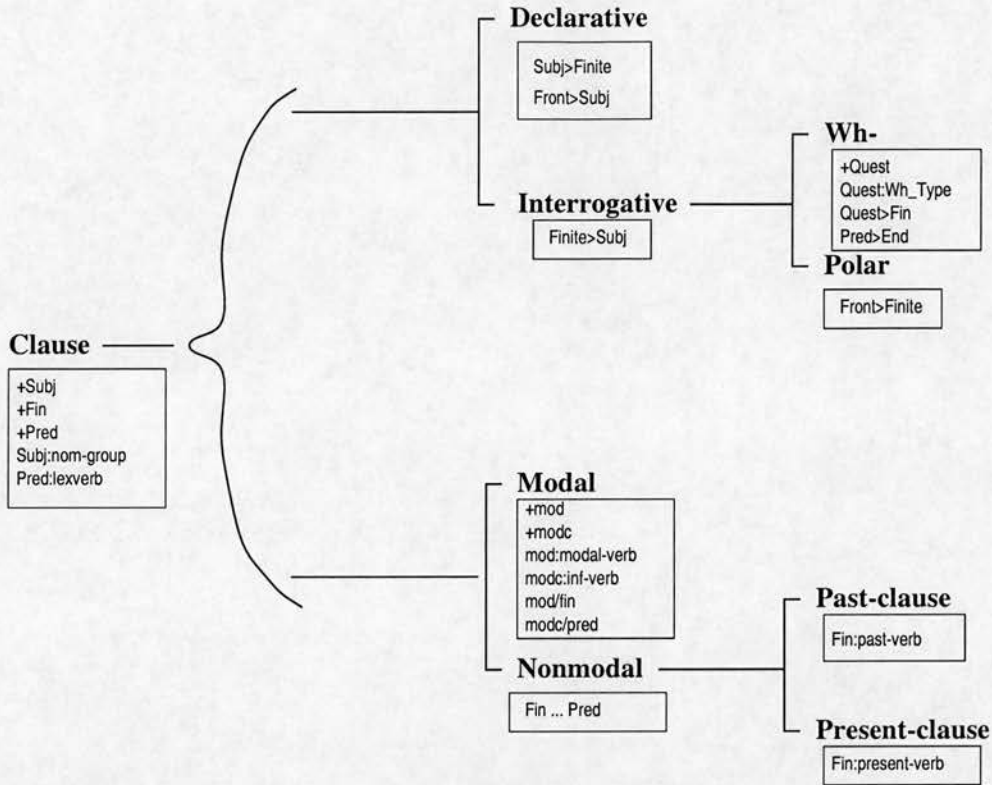 Declarative
Subj>Finite
Front>Subj
Wh-
+Quest
Quest:Wh_Type
Quest>Fin
Pred>End
Interrogative
Finite>Subj
Polar
Front>Finite
Clause
+Subj
+Fin
+Pred
Subj:nom-group
Pred:lexverb
Modal
+mod
+modc
mod:modal-verb
modc:inf-verb
mod/fin
modc/pred
Past-clause
Fin:past-verb
Nonmodal
Fin ... Pred
Present-clause
Fin:present-verb